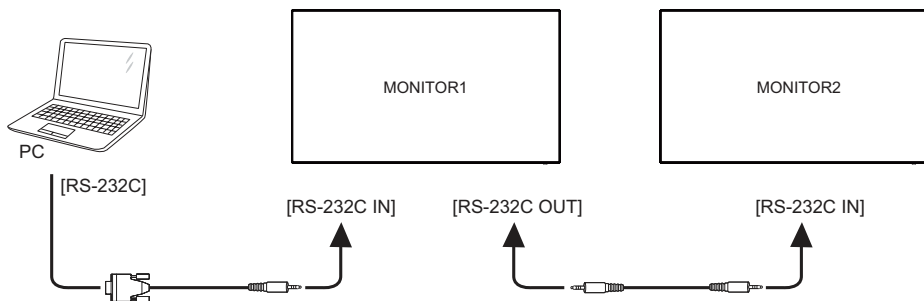 MONITOR1
MONITOR2
PC
[RS-232C]
[RS-232C IN]
[RS-232C OUT]
[RS-232C IN]